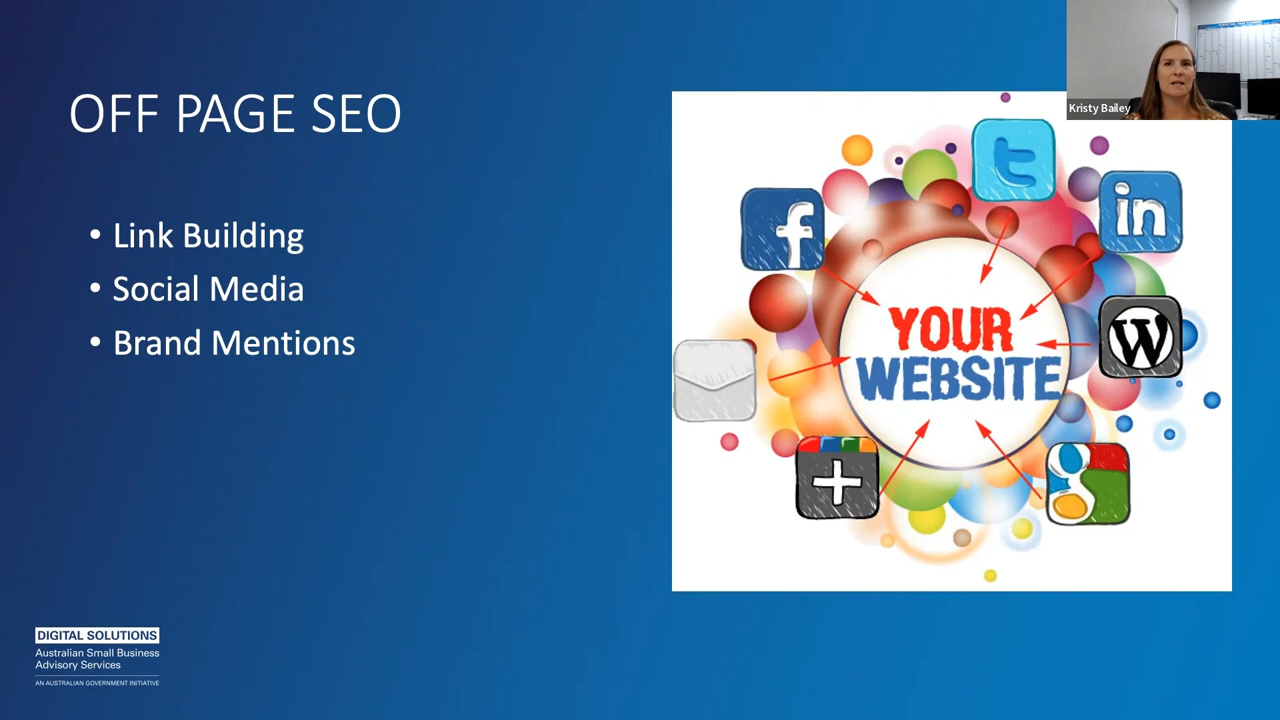 OFF PAGE SEO
• Link Building
• Social Media
• Brand Mentions
Kristy Bailey
f
t
in
W
g
YOUR
WEBSITE
DIGITAL SOLUTIONS
Australian Small Business
Advisory Services
AN AUSTRALIAN GOVERNMENT INITIATIVE